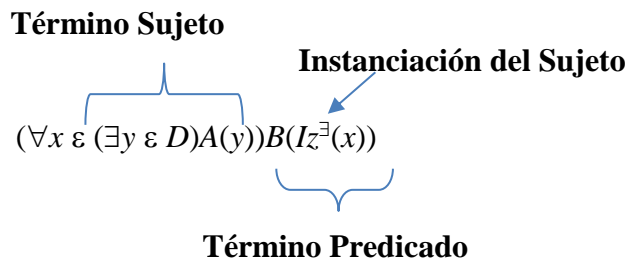 Término Sujeto
Instanciación del Sujeto
(∀x ε (∃y ε D)A(y))B(Iz^∃(x))
Término Predicado